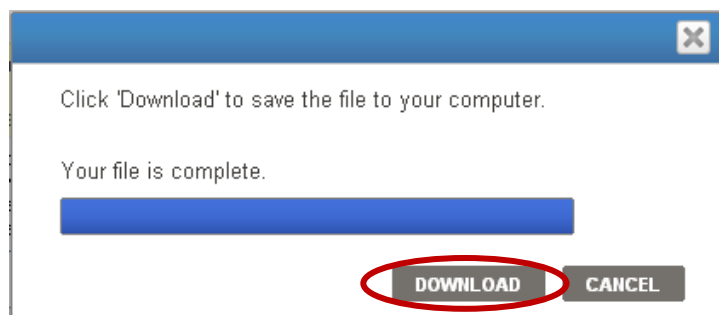 Click 'Download' to save the file to your computer.
Your file is complete.
DOWNLOAD CANCEL